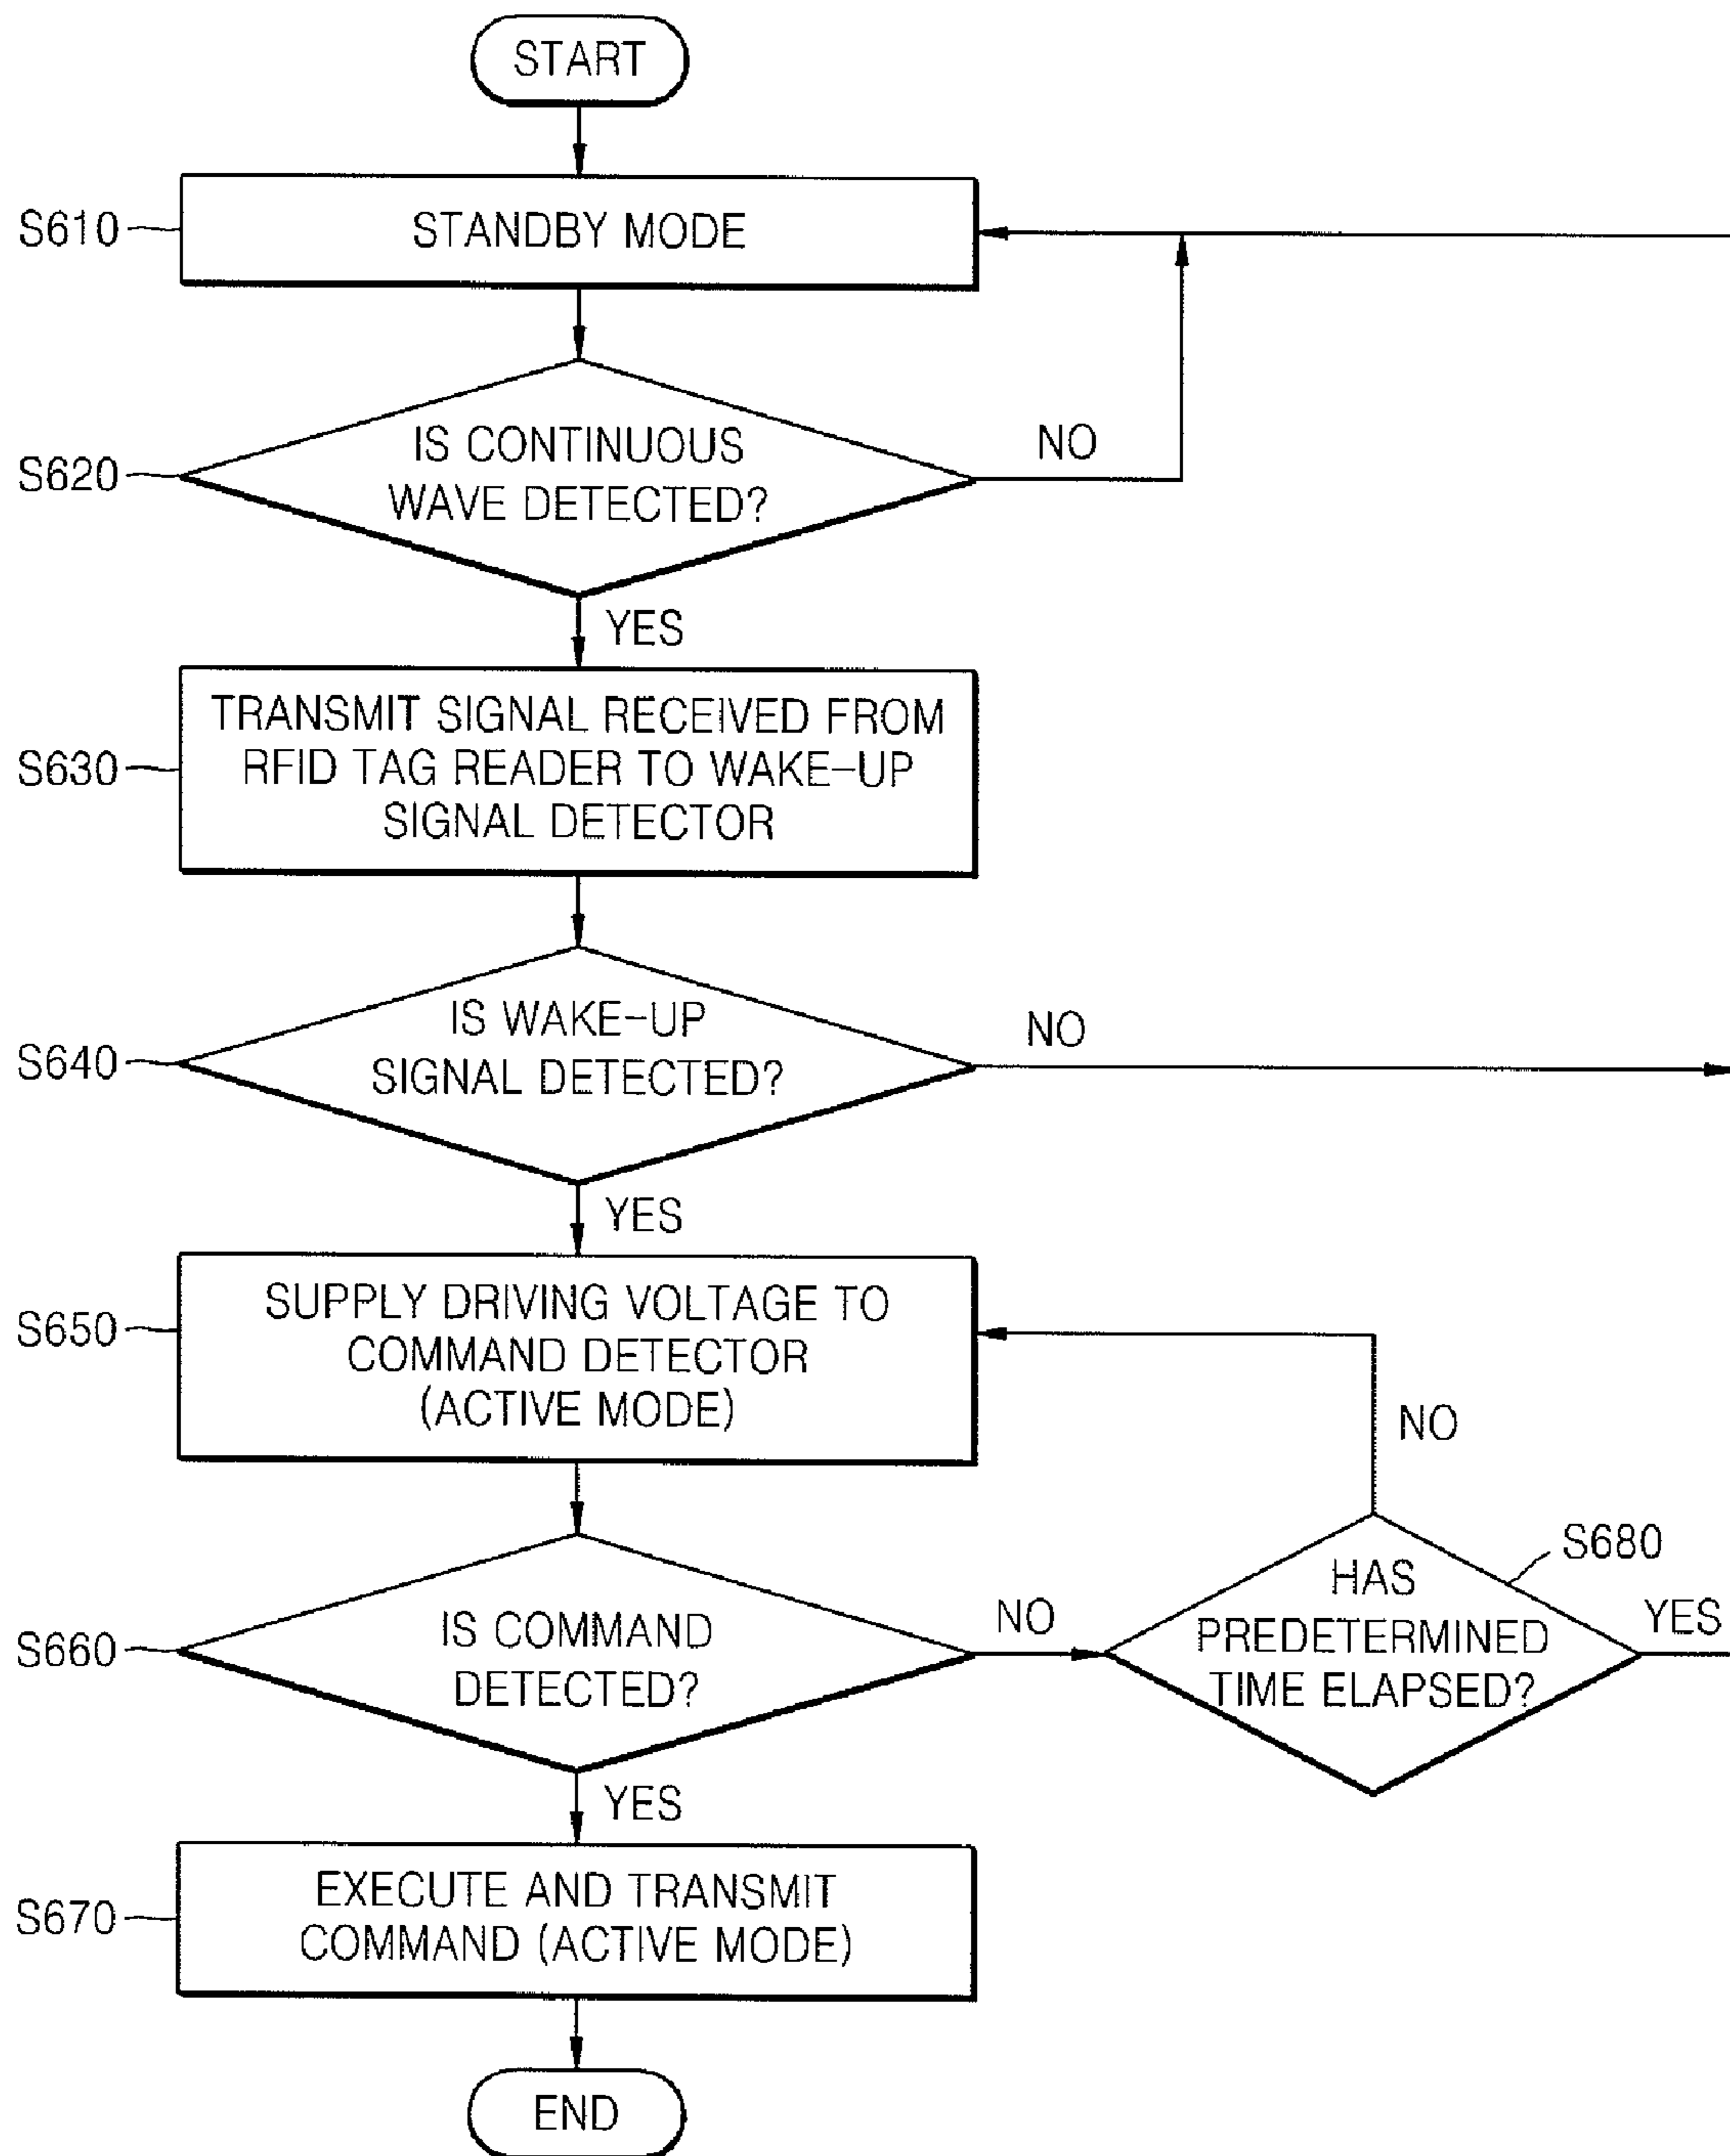 START
S610
STANDBY MODE
S620
IS CONTINUOUS
WAVE DETECTED?
NO
YES
S630
TRANSMIT SIGNAL RECEIVED FROM
RFID TAG READER TO WAKE-UP
SIGNAL DETECTOR
S640
IS WAKE-UP
SIGNAL DETECTED?
NO
YES
S650
SUPPLY DRIVING VOLTAGE TO
COMMAND DETECTOR
(ACTIVE MODE)
NO
S680
HAS
PREDETERMINED
TIME ELAPSED?
YES
S660
IS COMMAND
DETECTED?
NO
YES
S670
EXECUTE AND TRANSMIT
COMMAND (ACTIVE MODE)
END